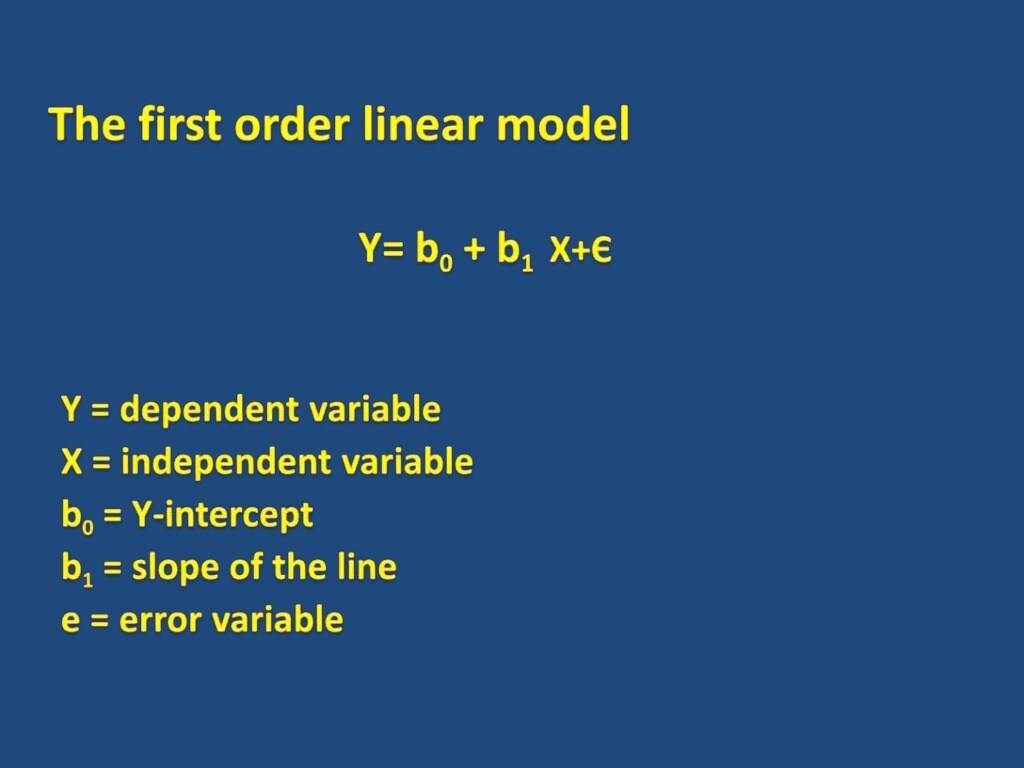 The first order linear model
Y= b₀ + b₁ X+Є
Y = dependent variable
X = independent variable
b₀ = Y-intercept
b₁ = slope of the line
e = error variable